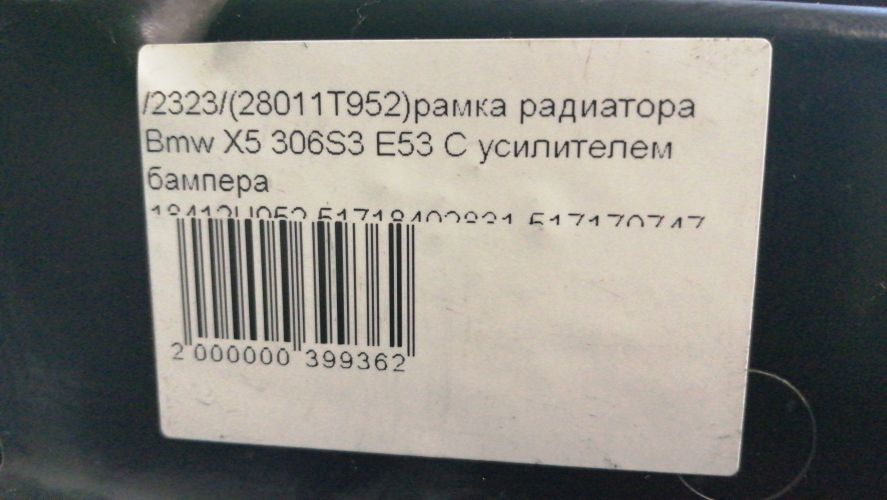 /2323/(28011T952)рамка радиатора
Bmw X5 306S3 E53 С усилителем
бампера
2 000000 399362